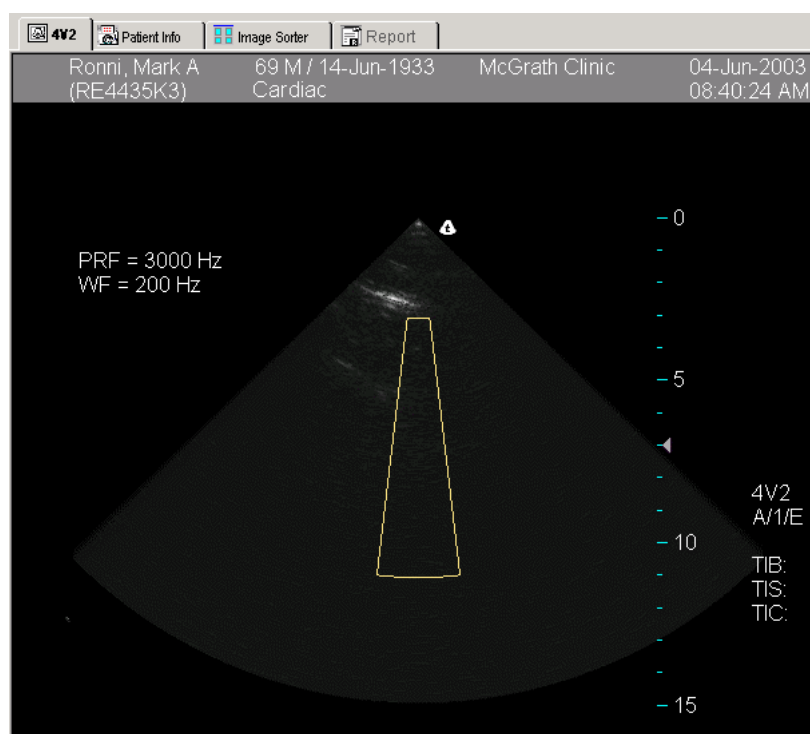 4V2 Patient Info Image Sorter Report
Ronni, Mark A 69 M / 14-Jun-1933 McGrath Clinic 04-Jun-2003
(RE4435K3) Cardiac 08:40:24 AM
t
0
PRF = 3000 Hz
WF = 200 Hz
5
4V2
A/1/E
10
TIB:
TIS:
TIC:
15